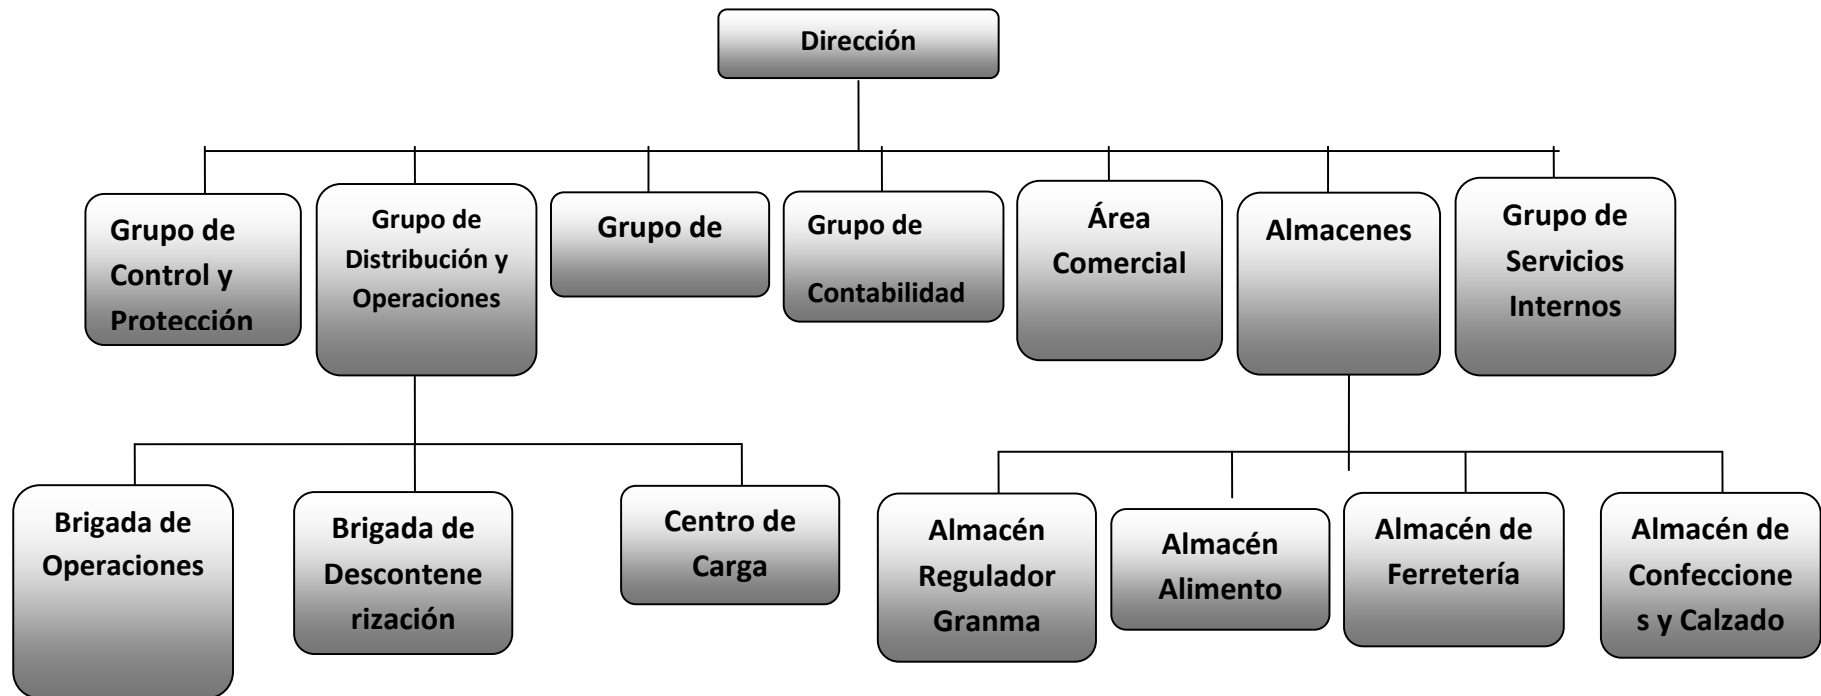 Dirección
Grupo de
Control y
Protección
Grupo de
Distribución y
Operaciones
Grupo de
Grupo de
Contabilidad
Área
Comercial
Almacenes
Grupo de
Servicios
Internos
Brigada de
Operaciones
Brigada de
Descontene
rización
Centro de
Carga
Almacén
Regulador
Granma
Almacén
Alimento
Almacén de
Ferretería
Almacén de
Confeccione
s y Calzado